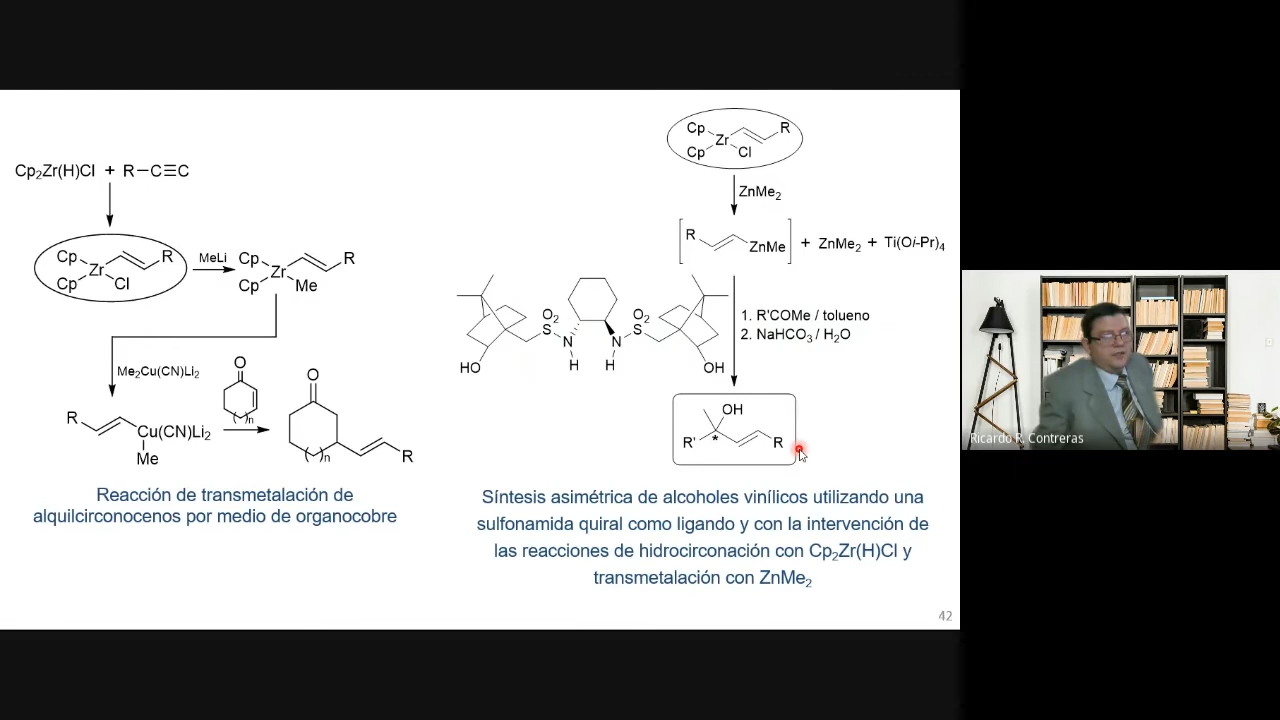 Cp₂Zr(H)Cl + R−C≡C
Cp
Cp
Zr
Cl
R
MeLi
Cp
Cp
Zr
Me
R
Me₂Cu(CN)Li₂
R
Cu(CN)Li₂
Me
O
( )n
O
( )n
R
Reacción de transmetalación de
alquilcirconocenos por medio de organocobre
Cp
Cp
Zr
Cl
R
ZnMe₂
R
ZnMe
+ ZnMe₂ + Ti(Oi-Pr)₄
1. R'COMe / tolueno
2. NaHCO₃ / H₂O
HO
O₂
S
N
H
N
H
O₂
S
OH
OH
R'
*
R
Síntesis asimétrica de alcoholes vinílicos utilizando una
sulfonamida quiral como ligando y con la intervención de
las reacciones de hidrocirconación con Cp₂Zr(H)Cl y
transmetalación con ZnMe₂
42
Ricardo R. Contreras